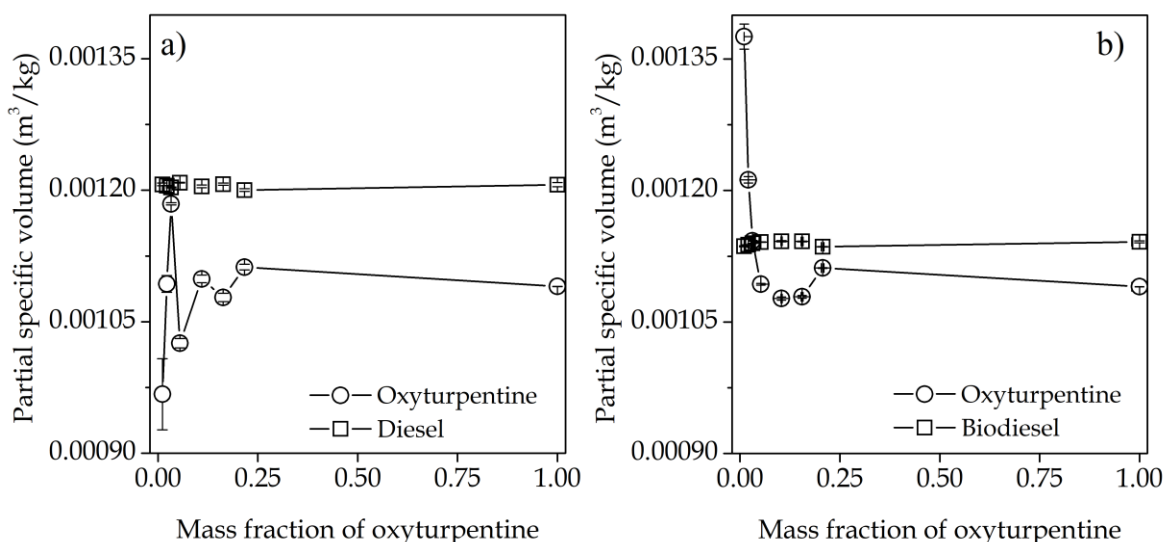 a)
Partial specific volume (m³/kg)
0.00135
0.00120
0.00105
0.00090
Oxyturpentine
Diesel
0.00 0.25 0.50 0.75 1.00
Mass fraction of oxyturpentine
b)
Partial specific volume (m³/kg)
0.00135
0.00120
0.00105
0.00090
Oxyturpentine
Biodiesel
0.00 0.25 0.50 0.75 1.00
Mass fraction of oxyturpentine